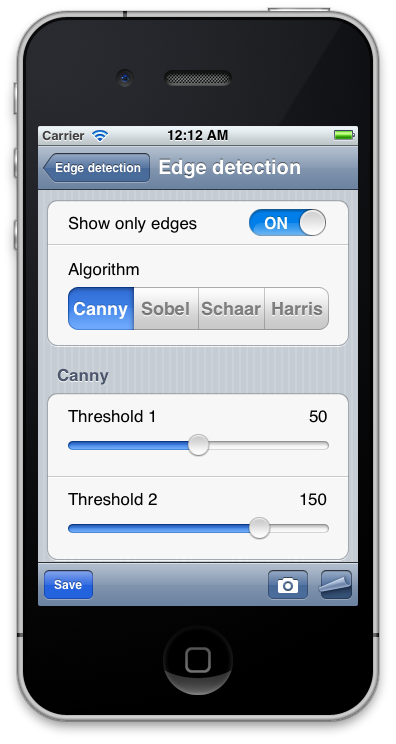 Carrier 12:12 AM
Edge detection Edge detection
Show only edges ON
Algorithm
Canny Sobel Schaar Harris
Canny
Threshold 1 50
Threshold 2 150
Save